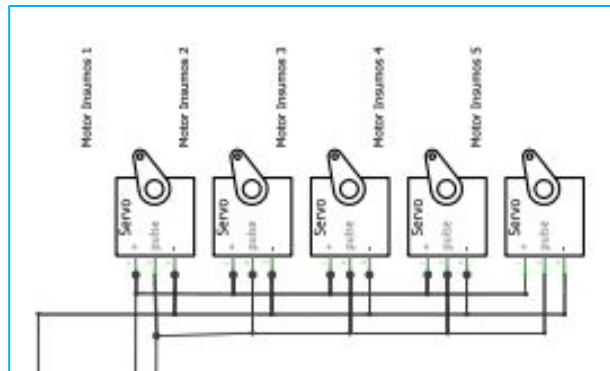 Motor Insumos 1
Motor Insumos 2
Motor Insumos 3
Motor Insumos 4
Motor Insumos 5
Servo
+
pulse
-
Servo
+
pulse
-
Servo
+
pulse
-
Servo
+
pulse
-
Servo
+
pulse
-